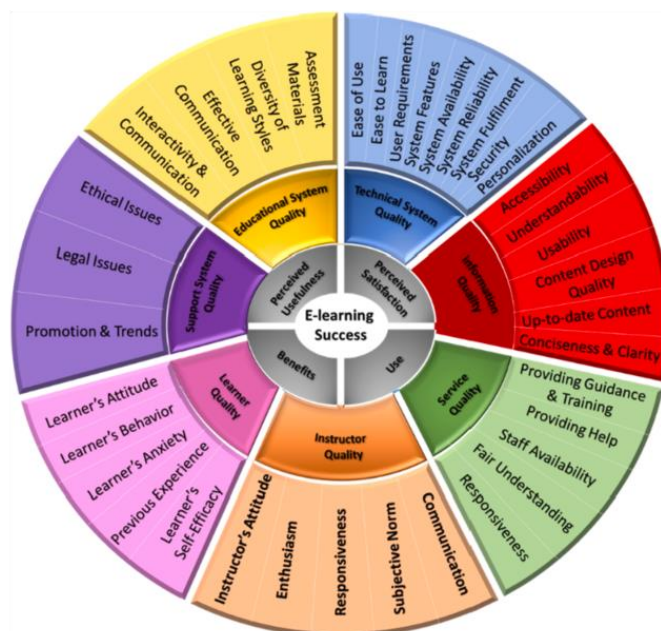 E-learning
Success
Perceived
Usefulness
Perceived
Satisfaction
Use
Benefits
Educational System
Quality
Interactivity &
Communication
Effective
Communication
Diversity of
Learning Styles
Assessment
Materials
Technical System
Quality
Ease of Use
Ease to Learn
User Requirements
System Features
System Availability
System Reliability
System Fulfilment
Security
Personalization
Information
Quality
Accessibility
Understandability
Usability
Content Design
Quality
Up-to-date Content
Conciseness & Clarity
Service
Quality
Providing Guidance
& Training
Providing Help
Staff Availability
Fair Understanding
Responsiveness
Instructor
Quality
Instructor's Attitude
Enthusiasm
Responsiveness
Subjective Norm
Communication
Learner
Quality
Learner's Attitude
Learner's Behavior
Learner's Anxiety
Previous Experience
Learner's
Self-Efficacy
Support System
Quality
Ethical Issues
Legal Issues
Promotion & Trends